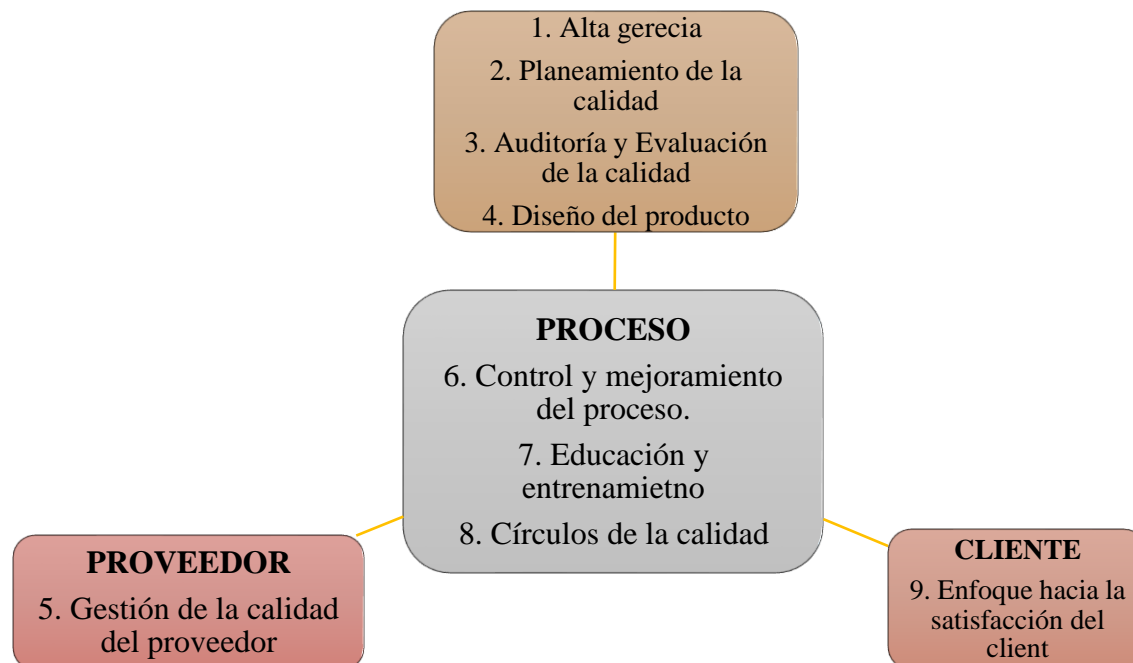 1. Alta gerecia
2. Planeamiento de la
calidad
3. Auditoría y Evaluación
de la calidad
4. Diseño del producto
PROCESO
6. Control y mejoramiento
del proceso.
7. Educación y
entrenamietno
8. Círculos de la calidad
PROVEEDOR
5. Gestión de la calidad
del proveedor
CLIENTE
9. Enfoque hacia la
satisfacción del
client